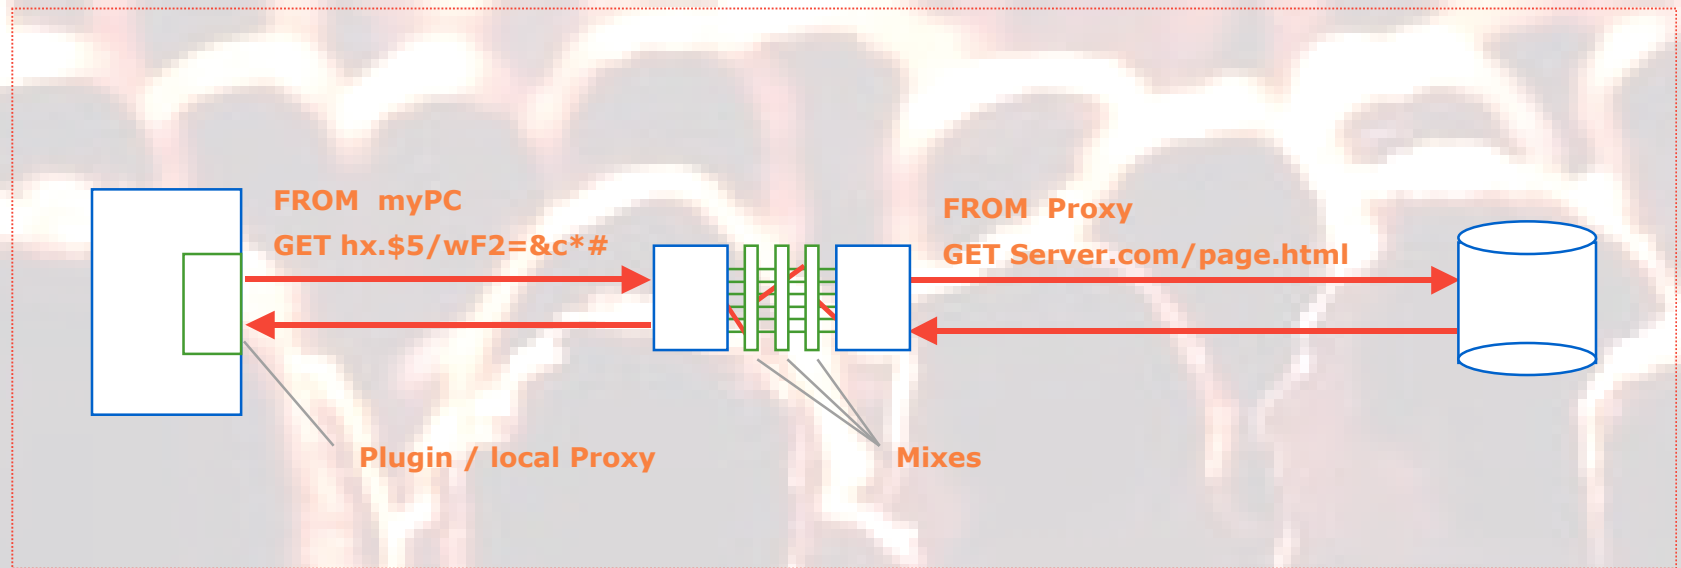 FROM  myPC
GET hx.$5/wF2=&c*#
FROM  Proxy
GET Server.com/page.html
Plugin / local Proxy
Mixes